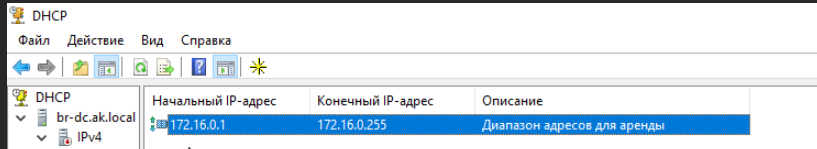 DHCP
Файл Действие Вид Справка
DHCP
br-dc.ak.local
IPv4
Начальный IP-адрес Конечный IP-адрес Описание
172.16.0.1 172.16.0.255 Диапазон адресов для аренды